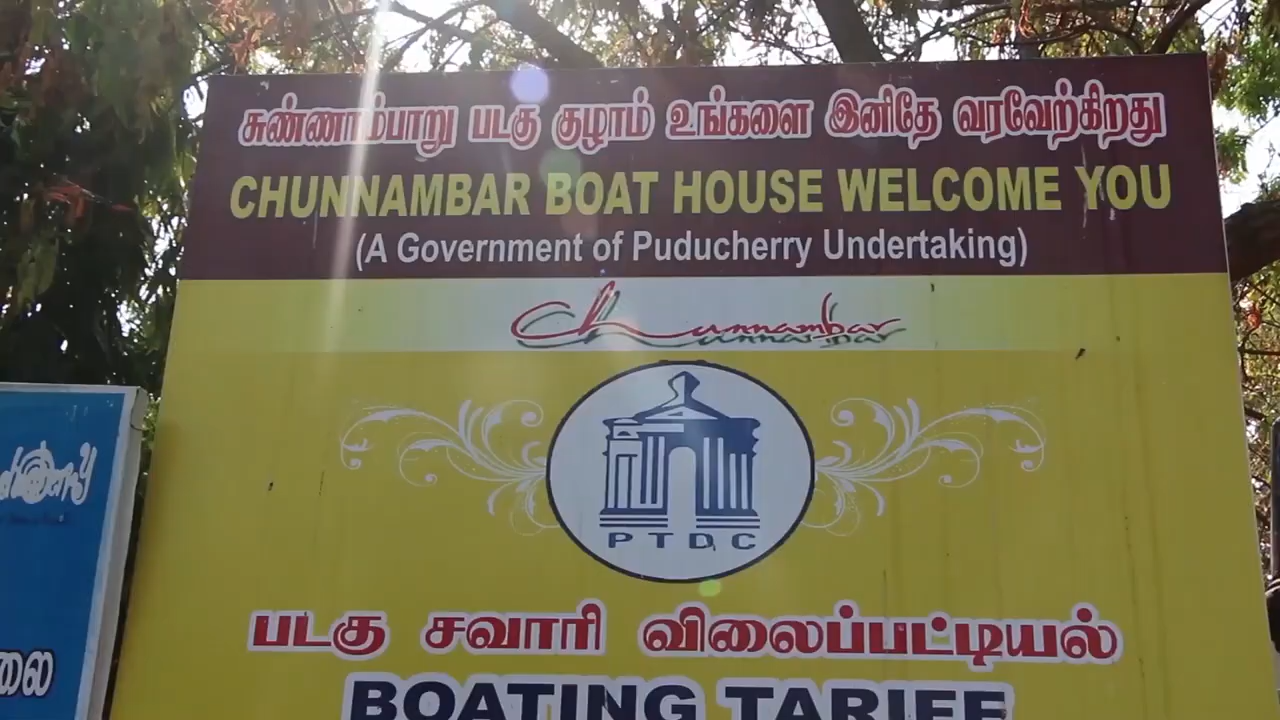 சுண்ணாம்பாறு படகு குழாம் உங்களை இனிதே வரவேற்கிறது
CHUNNAMBAR BOAT HOUSE WELCOME YOU
(A Government of Puducherry Undertaking)
Chunnambar
PTDC
படகு சவாரி விலைப்பட்டியல்
BOATING TARIFF